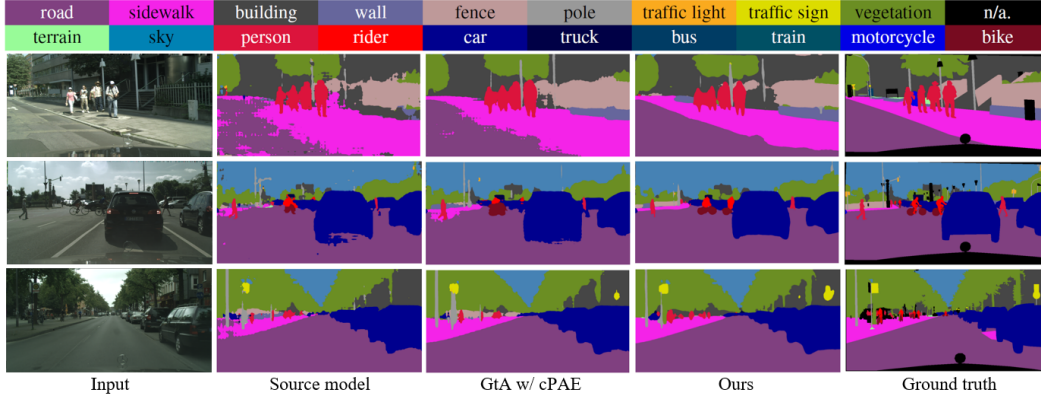 road sidewalk building wall fence pole traffic light traffic sign vegetation n/a.
terrain sky person rider car truck bus train motorcycle bike
Input Source model GtA w/ cPAE Ours Ground truth